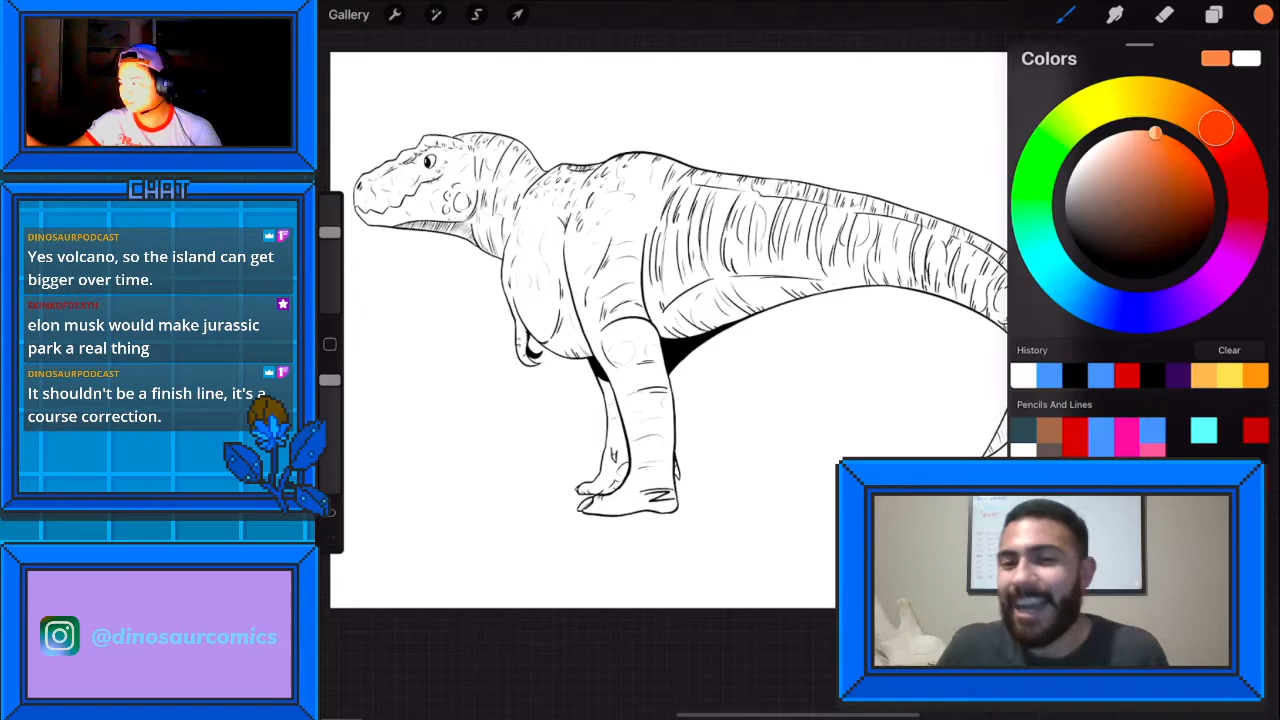 Gallery
Colors
CHAT
DINOSAURPODCAST
Yes volcano, so the island can get
bigger over time.
elon musk would make jurassic
park a real thing
DINOSAURPODCAST
It shouldn't be a finish line, it's a
course correction.
History
Clear
Pencils And Lines
@dinosaurcomics